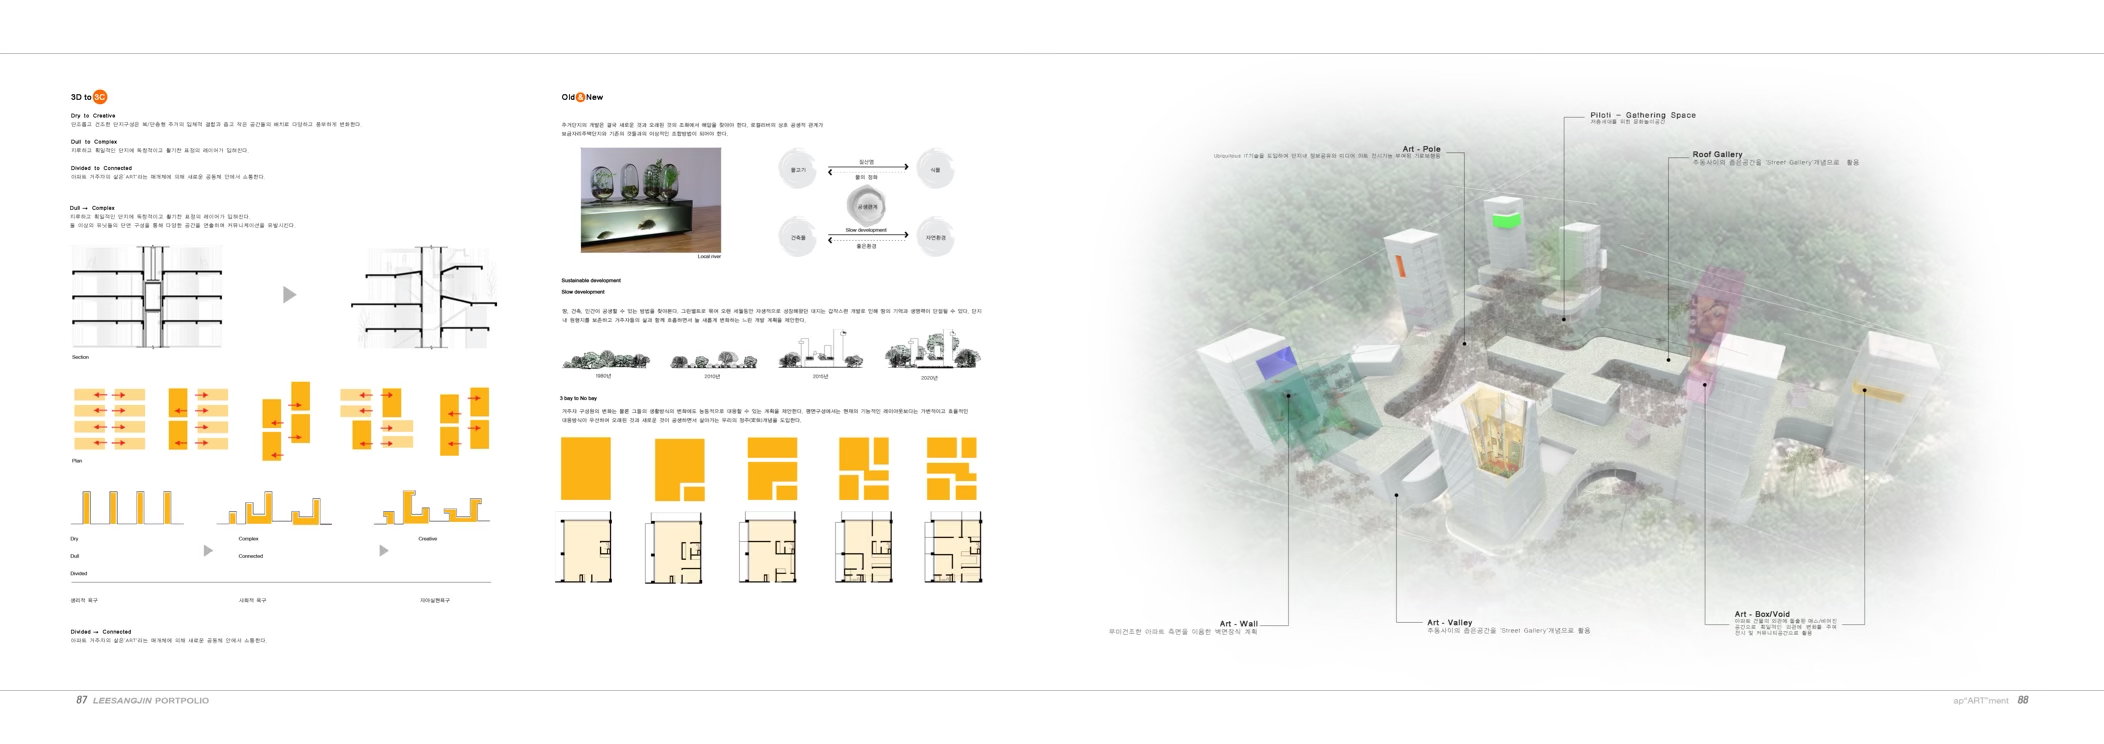 3D to 3C
Dry to Creative
단조롭고 건조한 단지구성은 복/단층형 주거의 입체적 결합과 좁고 작은 공간들의 배치로 다양하고 풍부하게 변화한다.
Dull to Complex
지루하고 획일적인 단지에 독창적이고 활기찬 표정의 레이어가 입혀진다.
Divided to Connected
아파트 거주자의 삶은'ART'라는 매개체에 의해 새로운 공동체 안에서 소통한다.
Dull → Complex
지루하고 획일적인 단지에 독창적이고 활기찬 표정의 레이어가 입혀진다.
둘 이상의 유닛들의 단면 구성을 통해 다양한 공간을 연출하며 커뮤니케이션을 유발시킨다.
Section
Plan
Dry
Complex
Creative
Dull
Connected
Divided
생리적 욕구
사회적 욕구
자아실현욕구
Divided → Connected
아파트 거주자의 삶은'ART'라는 매개체에 의해 새로운 공동체 안에서 소통한다.
Old & New
주거단지의 개발은 결국 새로운 것과 오래된 것의 조화에서 해답을 찾아야 한다. 로컬리버의 상호 공생적 관계가
보금자리주택단지와 기존의 것들과의 이상적인 조합방법이 되어야 한다.
Local river
물고기
질산염
물의 정화
식물
공생관계
건축물
Slow development
좋은환경
자연환경
Sustainable development
Slow development
땅, 건축, 인간이 공생할 수 있는 방법을 찾아본다. 그린벨트로 묶여 오랜 세월동안 자생적으로 성장해왔던 대지는 갑작스런 개발로 인해 땅의 기억과 생명력이 단절될 수 있다. 단지
내 원형지를 보존하고 거주자들의 삶과 함께 호흡하면서 늘 새롭게 변화하는 느린 개발 계획을 제안한다.
1980년
2010년
2015년
2020년
3 bay to No bay
거주자 구성원의 변화는 물론 그들의 생활방식의 변화에도 능동적으로 대응할 수 있는 계획을 제안한다. 평면구성에서는 현재의 기능적인 레이아웃보다는 가변적이고 효율적인
대응방식이 우선하며 오래된 것과 새로운 것이 공생하면서 살아가는 우리의 정주(定住)개념을 도입한다.
Piloti – Gathering Space
저층세대를 위한 문화놀이공간
Art - Pole
Ubiquitous IT기술을 도입하여 단지내 정보공유와 미디어 아트 전시기능 부여된 가로보행등
Roof Gallery
주동사이의 좁은공간을 'Street Gallery'개념으로 활용
Art - Wall
무미건조한 아파트 측면을 이용한 벽면장식 계획
Art - Valley
주동사이의 좁은공간을 'Street Gallery'개념으로 활용
Art - Box/Void
아파트 건물의 외관에 돌출된 매스/비어진
공간으로 획일적인 외관에 변화를 주며
전시 및 커뮤니티공간으로 활용
87 LEESANGJIN PORTPOLIO
ap"ART"ment 88